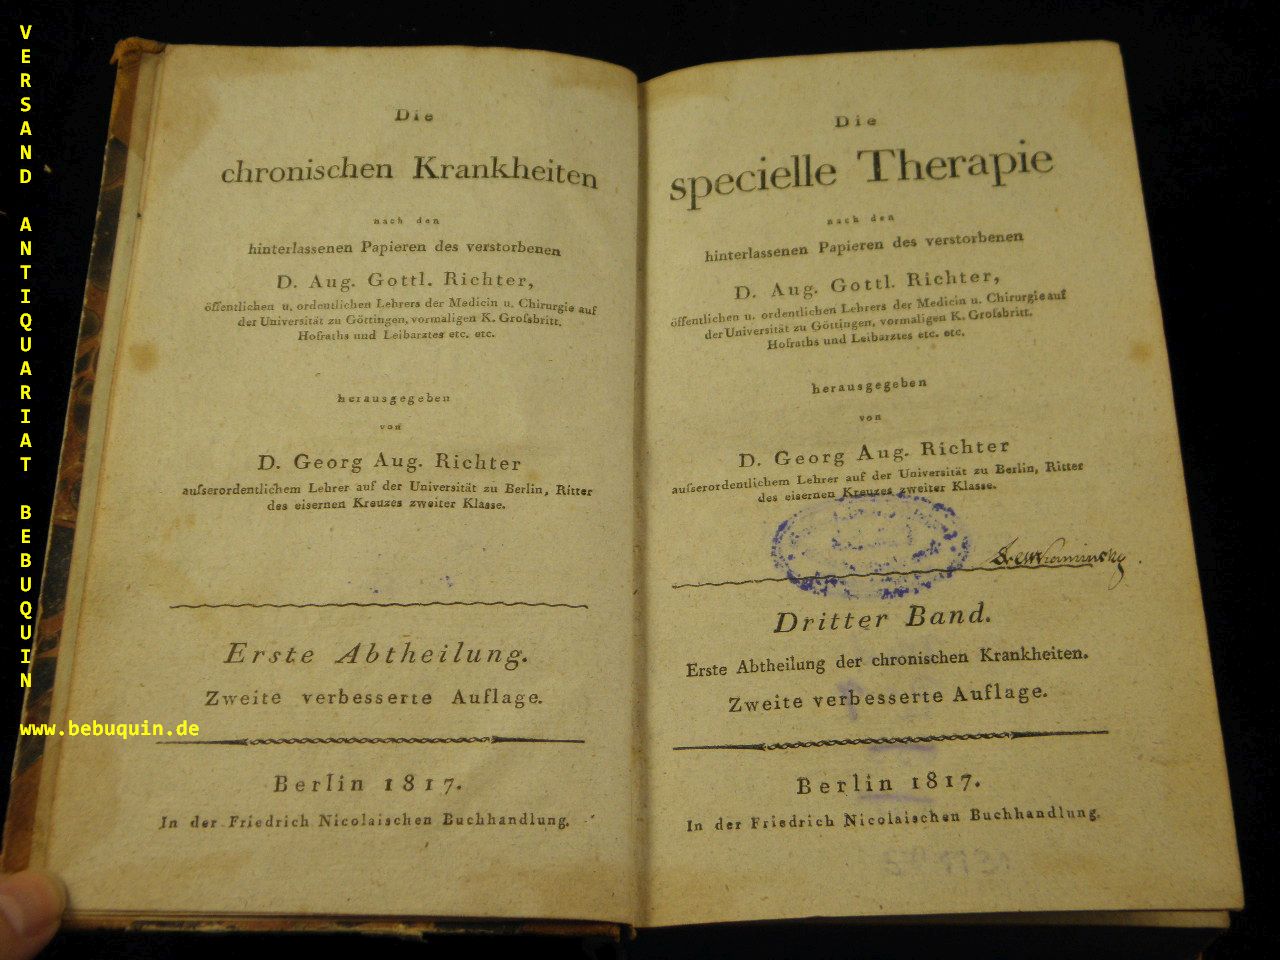 VERSAND ANTIQUARIAT BEBUQUIN
www.bebuquin.de
Die
chronischen Krankheiten
nach den
hinterlassenen Papieren des verstorbenen
D. Aug. Gottl. Richter,
öffentlichen u. ordentlichen Lehrers der Medicin u. Chirurgie auf
der Universität zu Göttingen, vormaligen K. Groſsbritt.
Hofraths und Leibarztes etc. etc.
herausgegeben
von
D. Georg Aug. Richter
auſserordentlichem Lehrer auf der Universität zu Berlin, Ritter
des eisernen Kreuzes zweiter Klasse.
Erste Abtheilung.
Zweite verbesserte Auflage.
Berlin 1817.
In der Friedrich Nicolaischen Buchhandlung.
Die
specielle Therapie
nach den
hinterlassenen Papieren des verstorbenen
D. Aug. Gottl. Richter,
öffentlichen u. ordentlichen Lehrers der Medicin u. Chirurgie auf
der Universität zu Göttingen, vormaligen K. Groſsbritt.
Hofraths und Leibarztes etc. etc.
herausgegeben
von
D. Georg Aug. Richter
auſserordentlichem Lehrer auf der Universität zu Berlin, Ritter
des eisernen Kreuzes zweiter Klasse.
Dritter Band.
Erste Abtheilung der chronischen Krankheiten.
Zweite verbesserte Auflage.
Berlin 1817.
In der Friedrich Nicolaischen Buchhandlung.